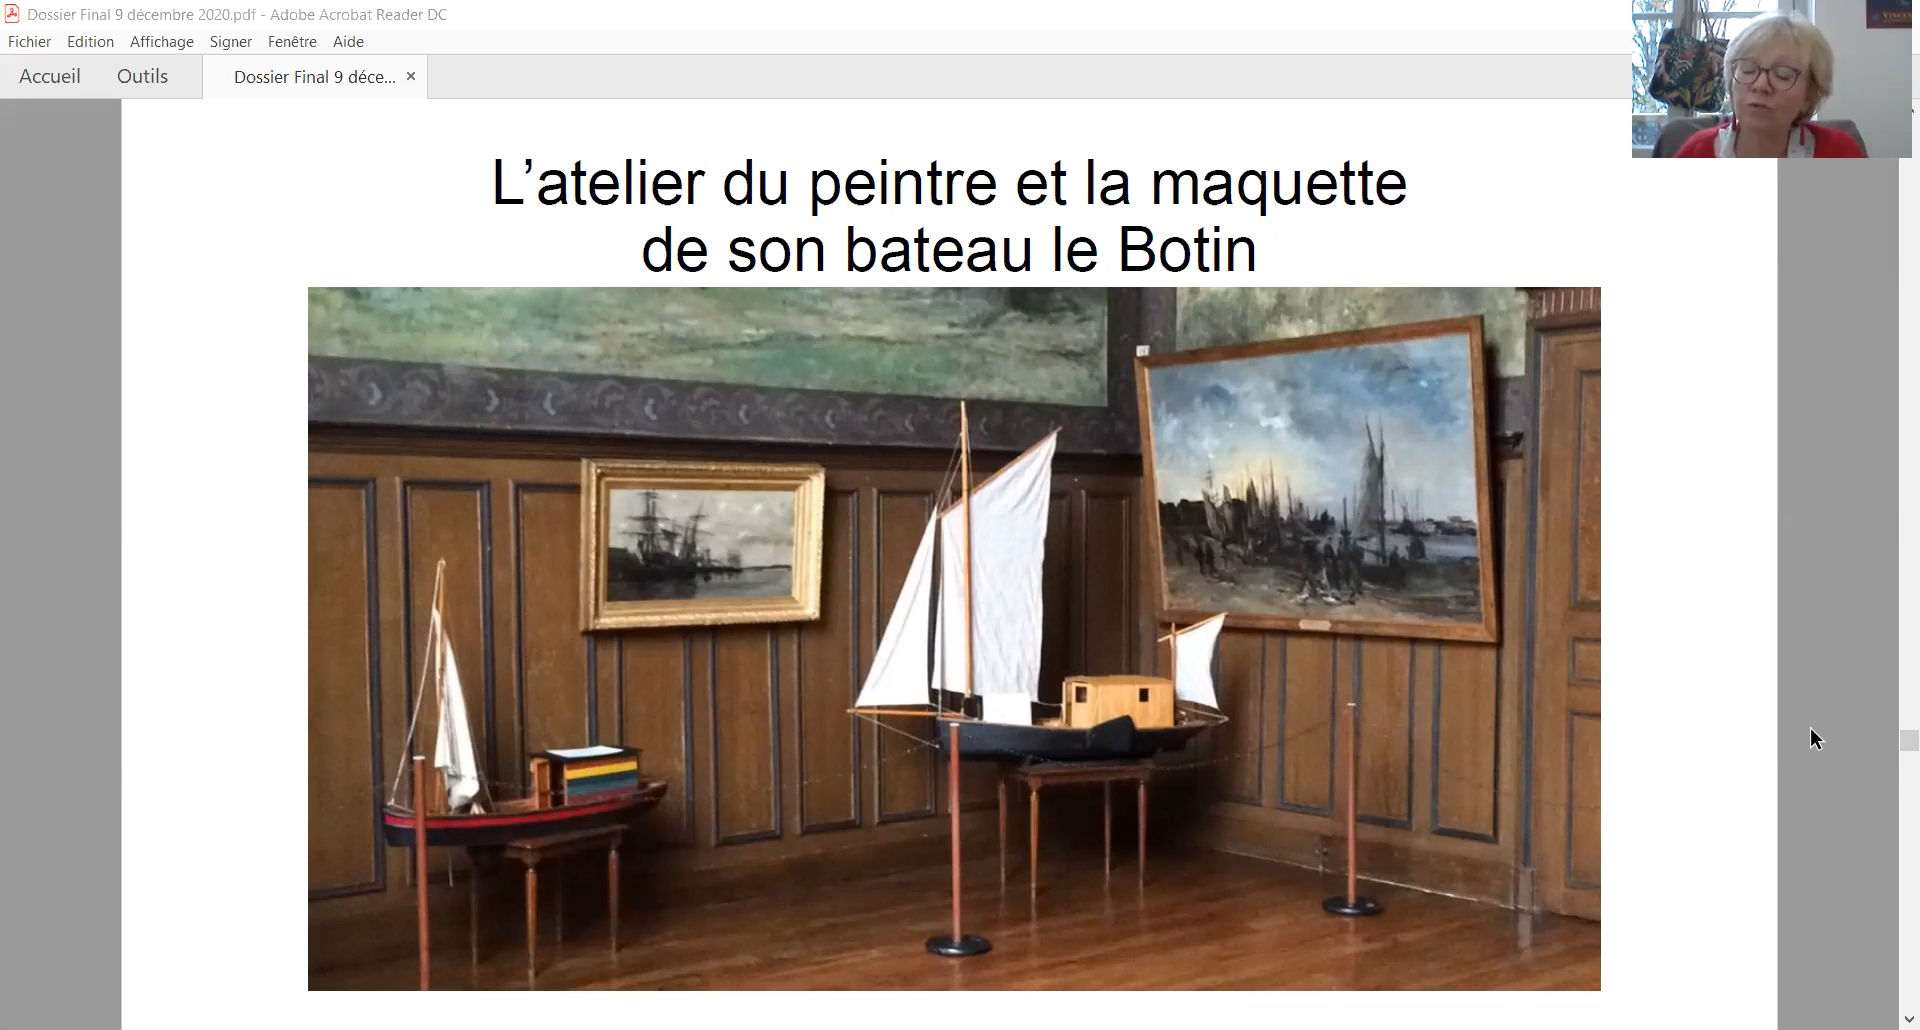 Dossier Final 9 décembre 2020.pdf - Adobe Acrobat Reader DC
Fichier Edition Affichage Signer Fenêtre Aide
Accueil Outils Dossier Final 9 déce... ×
L’atelier du peintre et la maquette
de son bateau le Botin